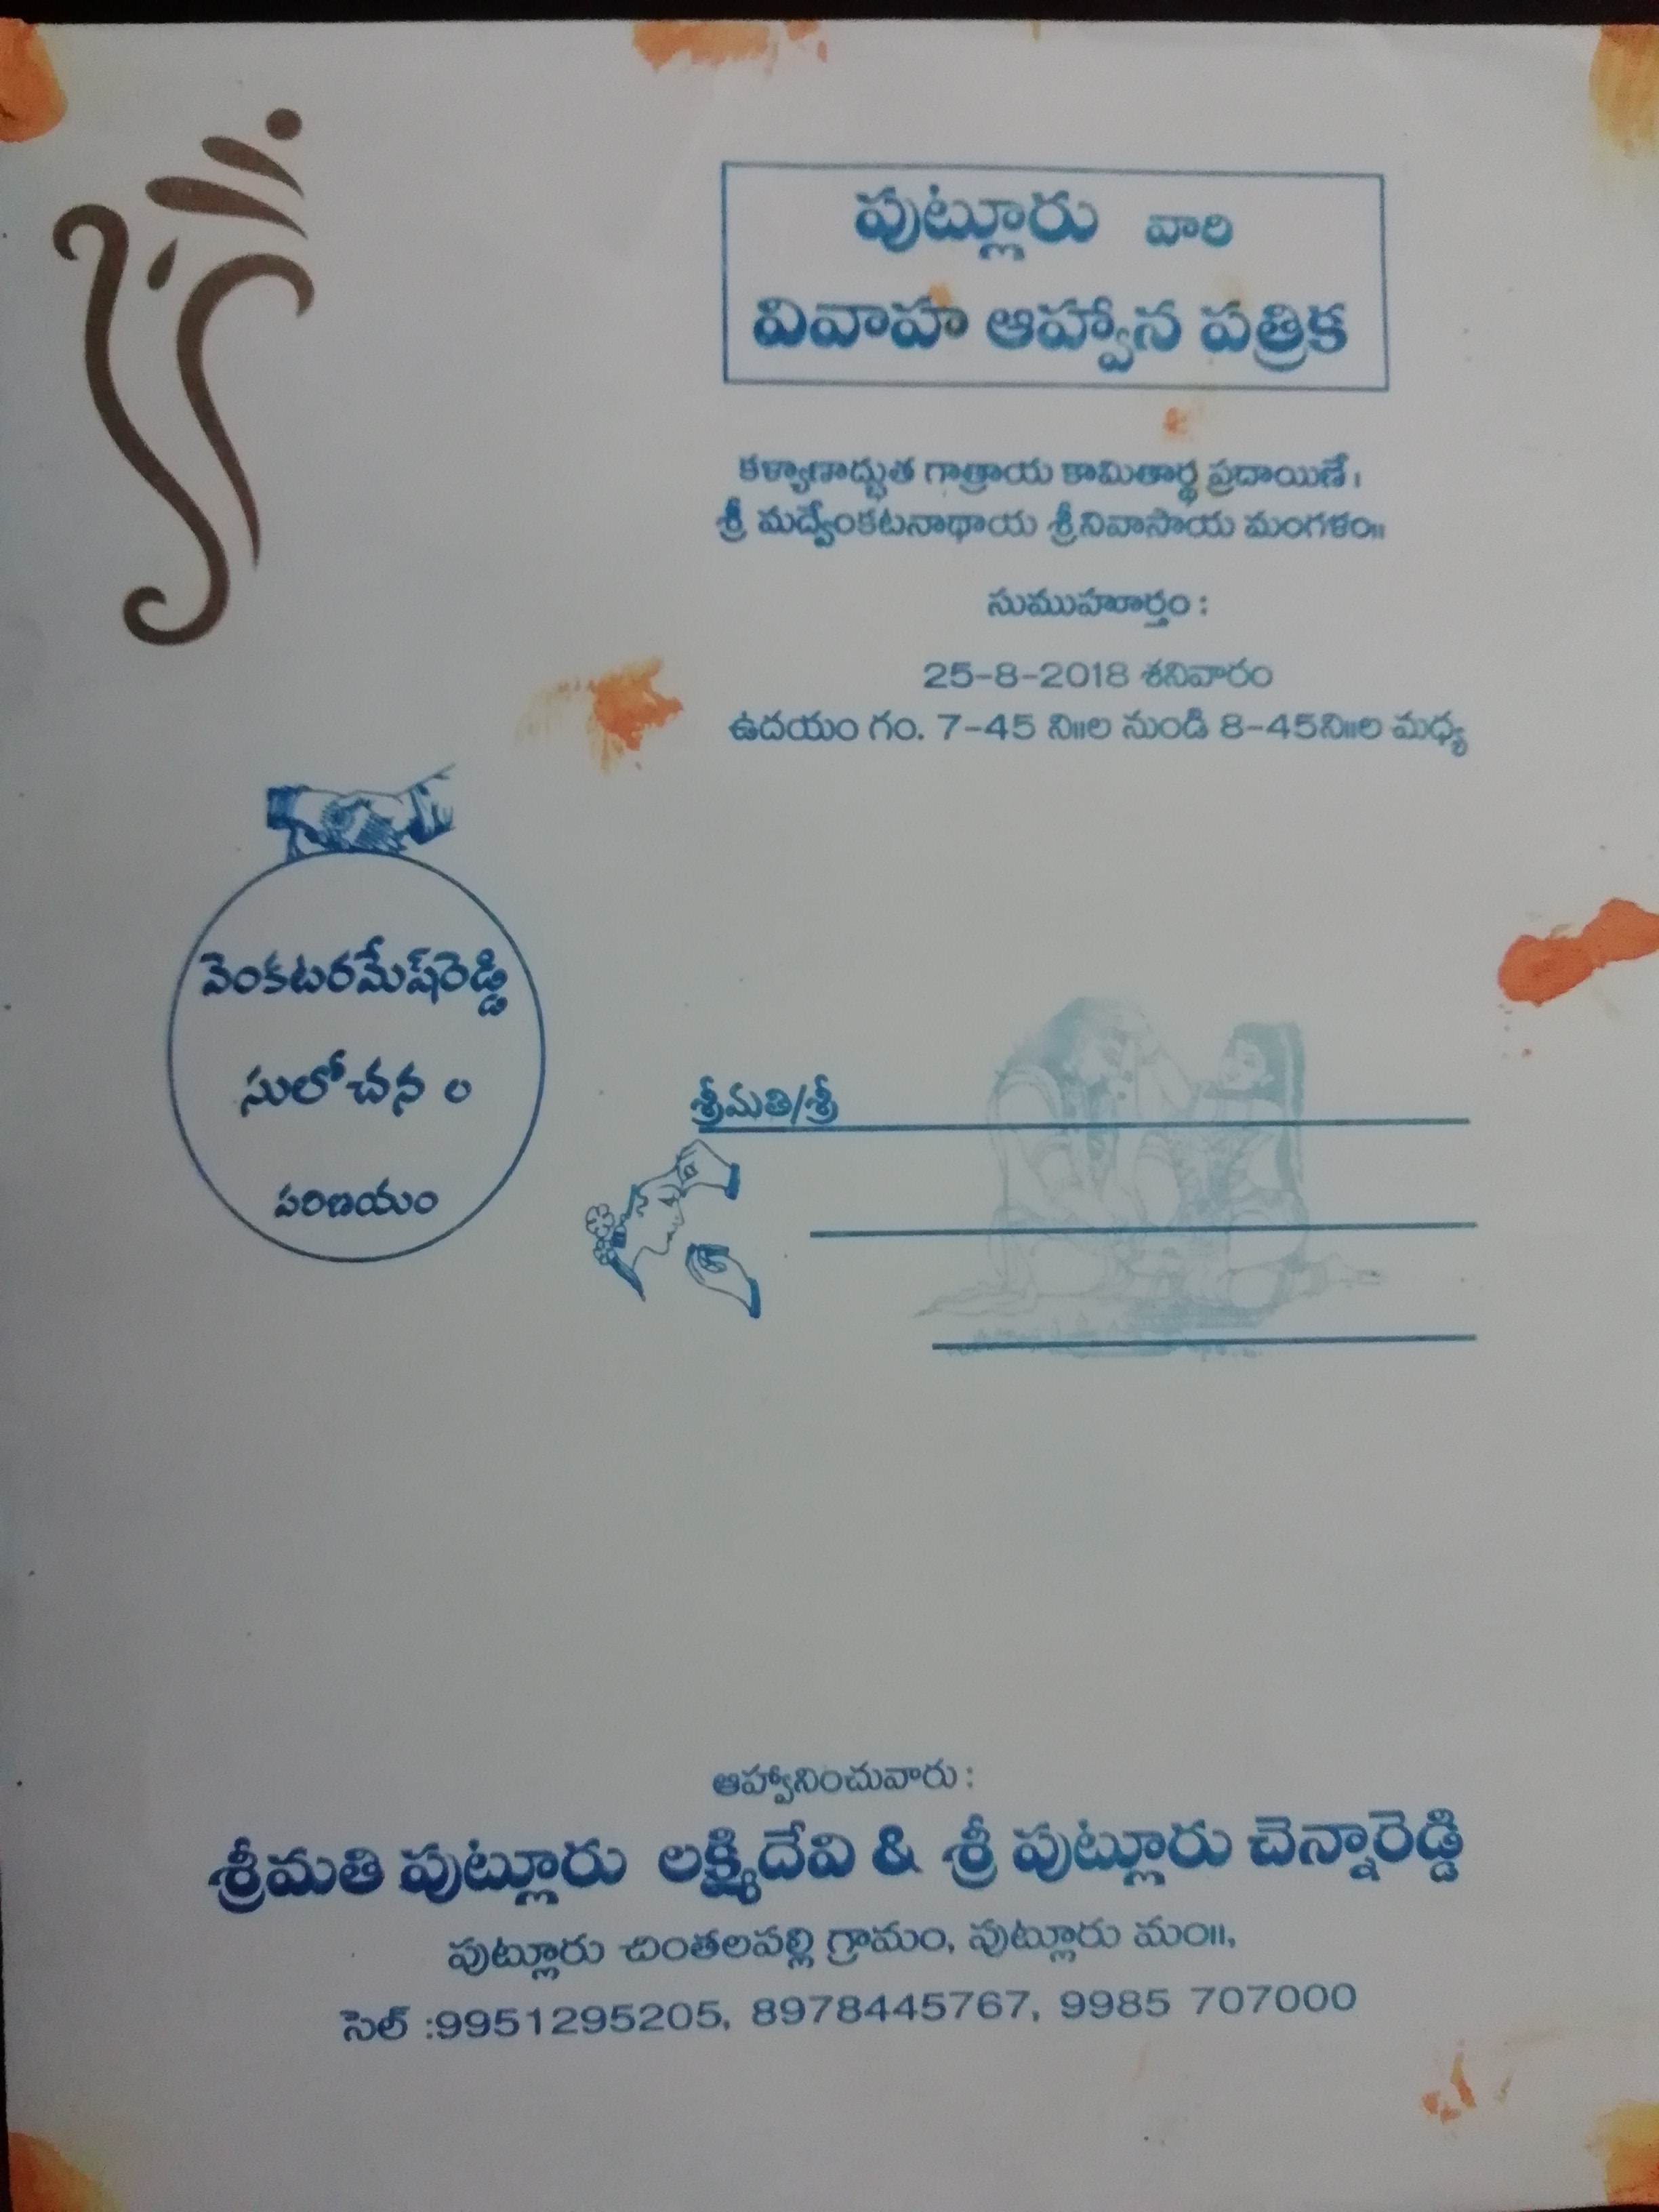 పుట్లూరు వారి
వివాహ ఆహ్వాన పత్రిక
కళ్యాణాద్భుత గాత్రాయ కామితార్థ ప్రదాయినే।
శ్రీ మద్వేంకటనాథాయ శ్రీనివాసాయ మంగళం॥
సుముహూర్తం :
25-8-2018 శనివారం
ఉదయం గం. 7-45 ని॥ల నుండి 8-45ని॥ల మధ్య
వెంకటరమేష్‌రెడ్డి
సులోచన ల
పరిణయం
శ్రీమతి/శ్రీ
ఆహ్వానించువారు :
శ్రీమతి పుట్లూరు లక్ష్మిదేవి & శ్రీ పుట్లూరు చెన్నారెడ్డి
పుట్లూరు చింతలపల్లి గ్రామం, పుట్లూరు మం॥,
సెల్ :9951295205, 8978445767, 9985 707000